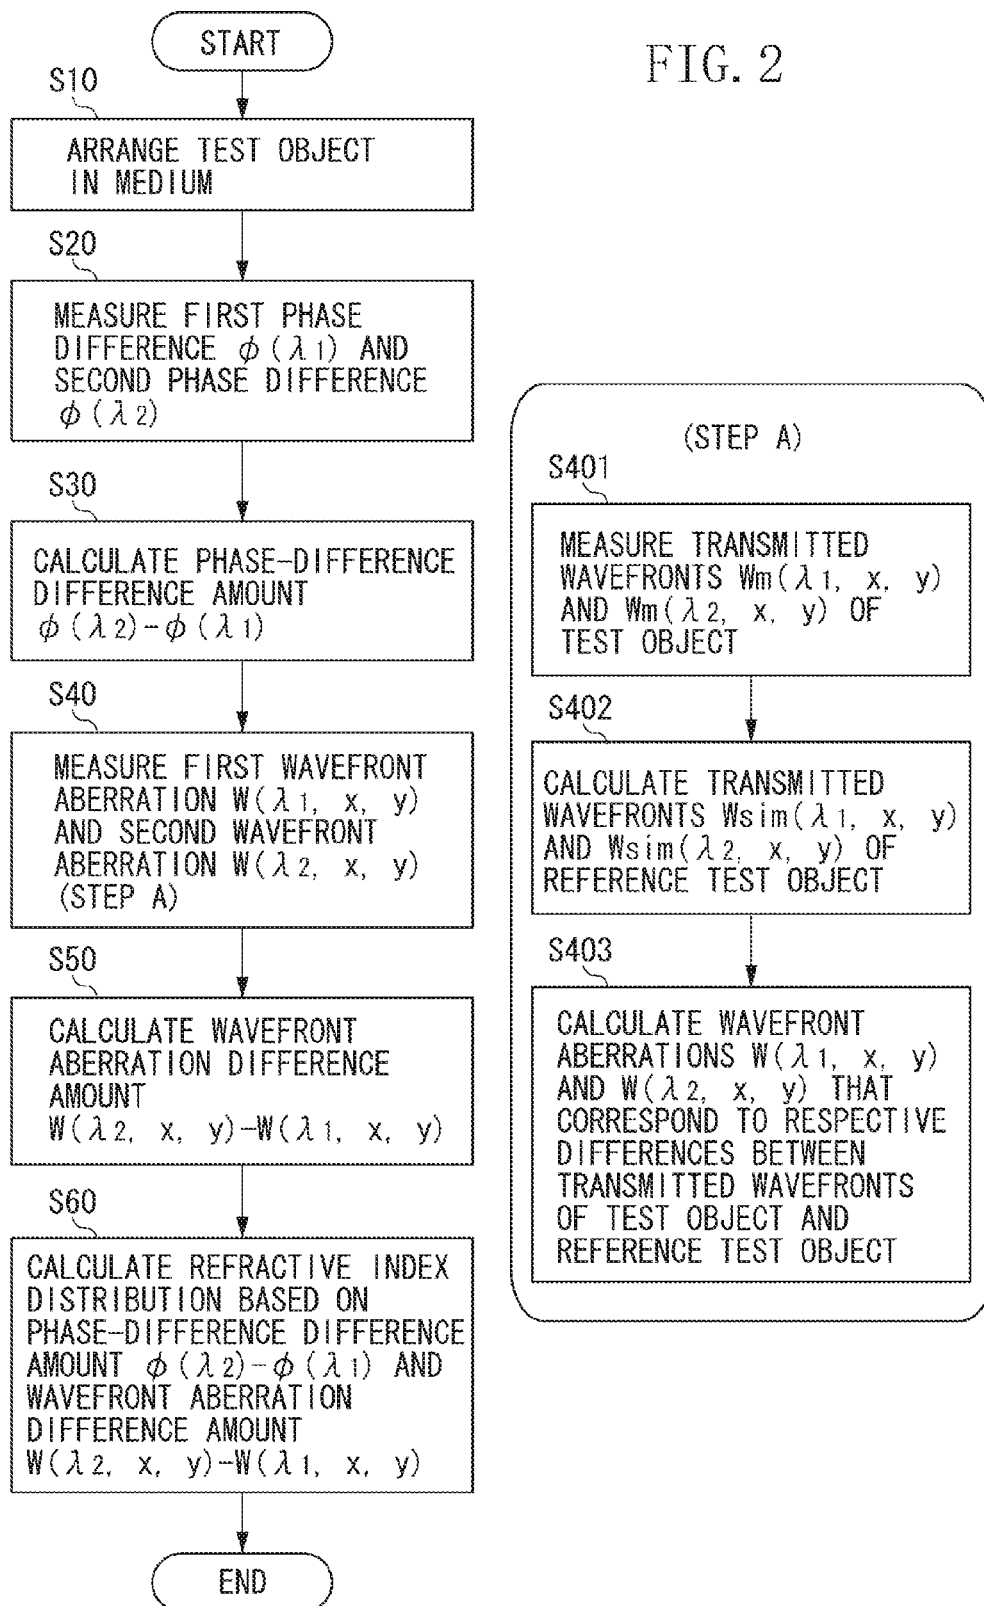 FIG. 2
START
S10
ARRANGE TEST OBJECT
IN MEDIUM
S20
MEASURE FIRST PHASE
DIFFERENCE ϕ(λ1) AND
SECOND PHASE DIFFERENCE
ϕ(λ2)
S30
CALCULATE PHASE-DIFFERENCE
DIFFERENCE AMOUNT
ϕ(λ2)-ϕ(λ1)
S40
MEASURE FIRST WAVEFRONT
ABERRATION W(λ1, x, y)
AND SECOND WAVEFRONT
ABERRATION W(λ2, x, y)
(STEP A)
S50
CALCULATE WAVEFRONT
ABERRATION DIFFERENCE
AMOUNT
W(λ2, x, y)-W(λ1, x, y)
S60
CALCULATE REFRACTIVE INDEX
DISTRIBUTION BASED ON
PHASE-DIFFERENCE DIFFERENCE
AMOUNT ϕ(λ2)-ϕ(λ1) AND
WAVEFRONT ABERRATION
DIFFERENCE AMOUNT
W(λ2, x, y)-W(λ1, x, y)
END
(STEP A)
S401
MEASURE TRANSMITTED
WAVEFRONTS Wm(λ1, x, y)
AND Wm(λ2, x, y) OF
TEST OBJECT
S402
CALCULATE TRANSMITTED
WAVEFRONTS Wsim(λ1, x, y)
AND Wsim(λ2, x, y) OF
REFERENCE TEST OBJECT
S403
CALCULATE WAVEFRONT
ABERRATIONS W(λ1, x, y)
AND W(λ2, x, y) THAT
CORRESPOND TO RESPECTIVE
DIFFERENCES BETWEEN
TRANSMITTED WAVEFRONTS
OF TEST OBJECT AND
REFERENCE TEST OBJECT